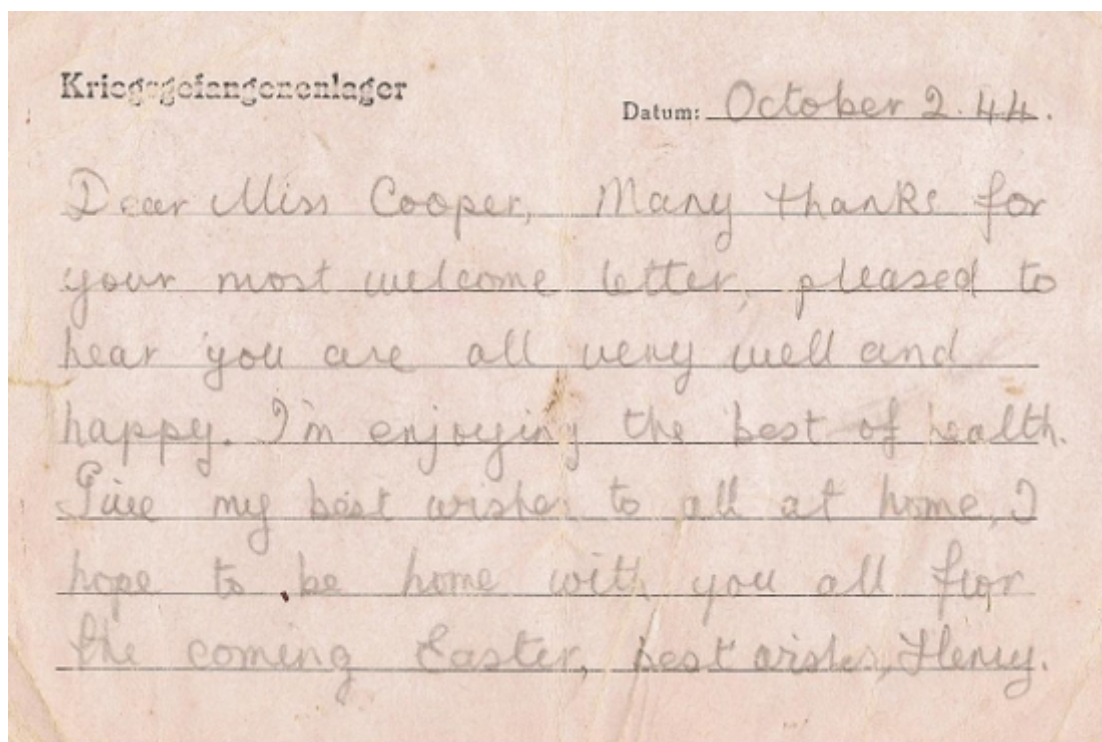 Kriegsgefangenenlager
Datum: October 2. 44.
Dear Miss Cooper, Many thanks for
your most welcome letter, pleased to
hear you are all very well and
happy. I'm enjoying the best of health.
Give my best wishes to all at home, I
hope to be home with you all for
the coming Easter, best wishes, Henry.